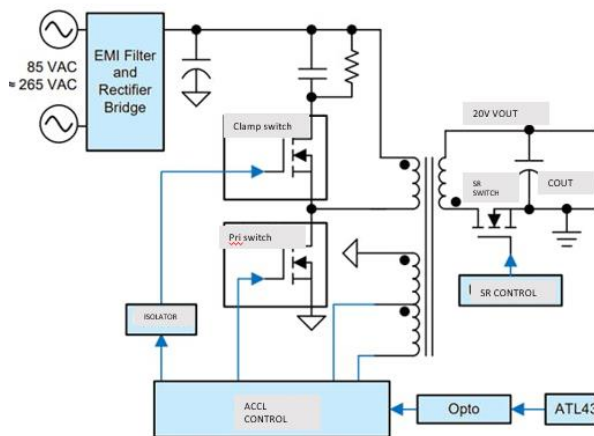 EMI Filter
and
Rectifier
Bridge
85 VAC
265 VAC
Clamp switch
Pri switch
ISOLATOR
ACCL
CONTROL
20V VOUT
SR
SWITCH
COUT
SR CONTROL
Opto
ATL43